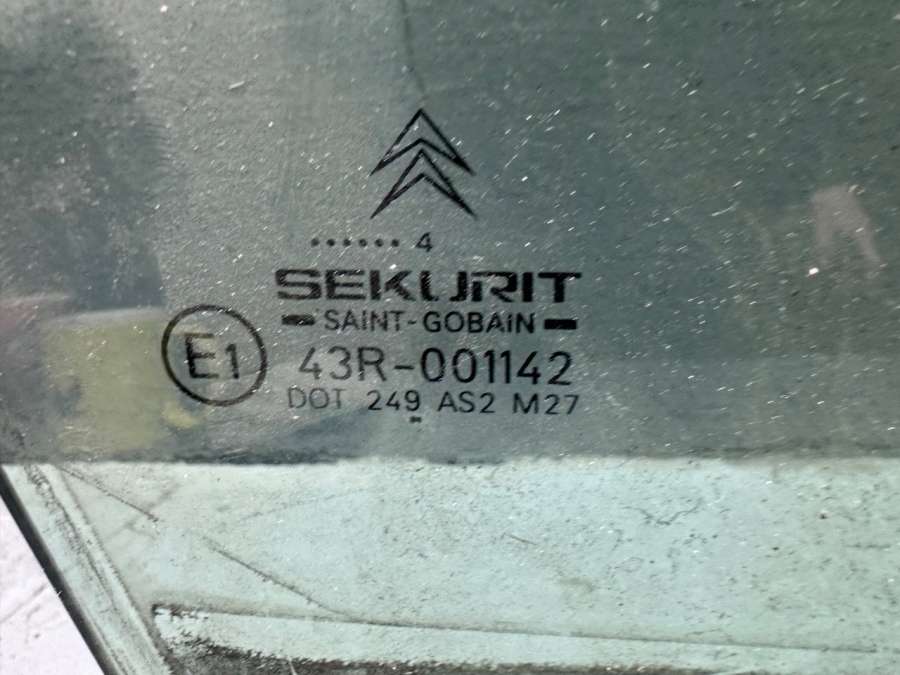 ...... 4
SEKURIT
SAINT-GOBAIN
E1 43R-001142
DOT 249 AS2 M27